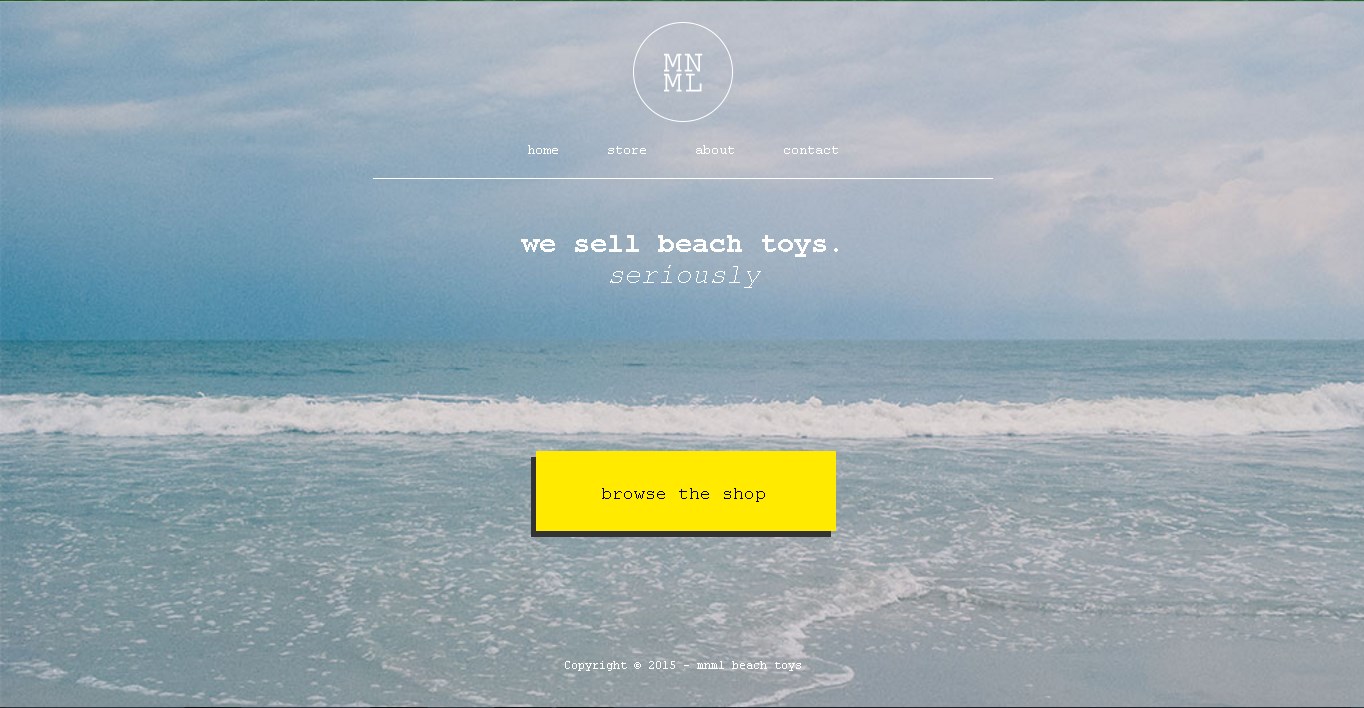 MN
ML
home store about contact
we sell beach toys.
seriously
browse the shop
Copyright © 2015 - mnml beach toys